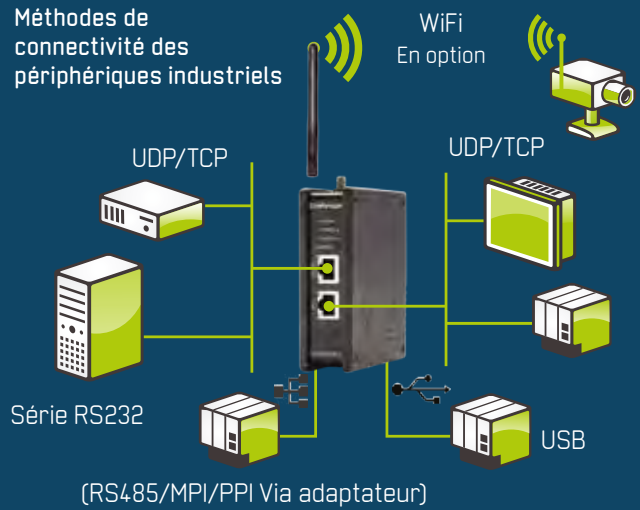 Méthodes de
connectivité des
périphériques industriels
WiFi
En option
UDP/TCP
UDP/TCP
Série RS232
USB
(RS485/MPI/PPI Via adaptateur)